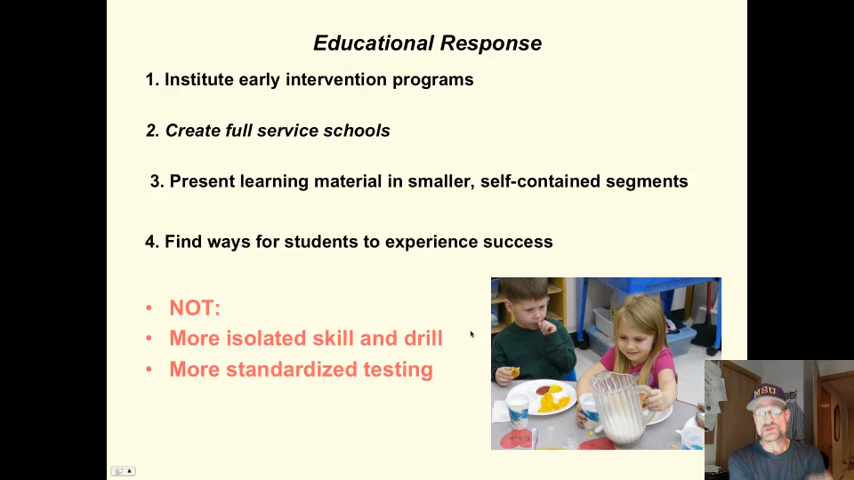 Educational Response
1. Institute early intervention programs
2. Create full service schools
3. Present learning material in smaller, self-contained segments
4. Find ways for students to experience success
• NOT:
• More isolated skill and drill
• More standardized testing
MSU